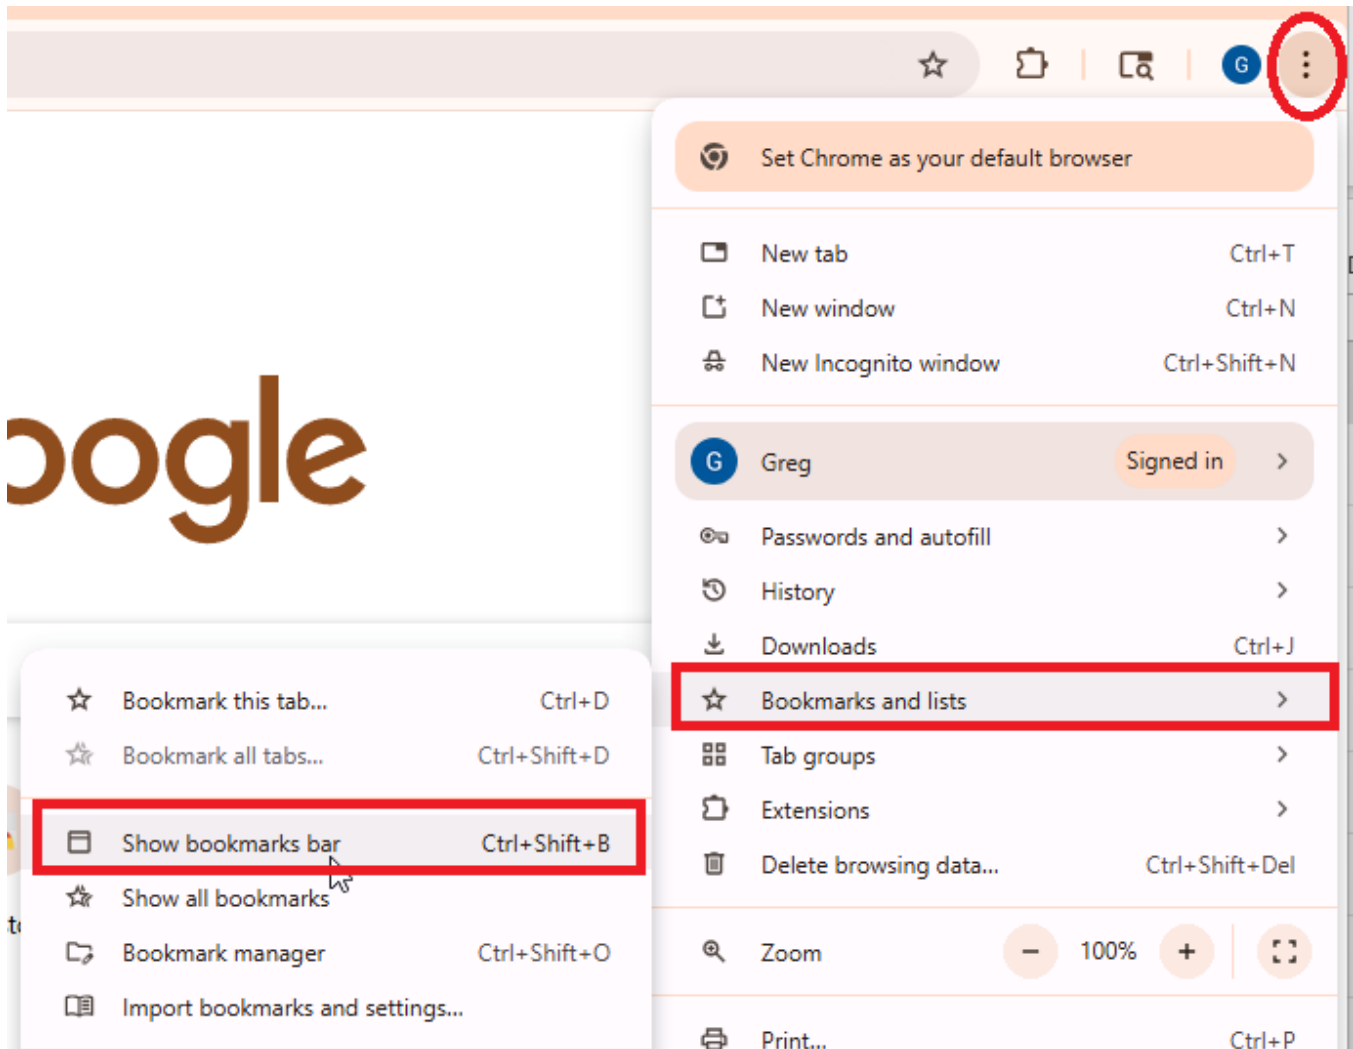 G
oogle
Set Chrome as your default browser
New tab Ctrl+T
New window Ctrl+N
New Incognito window Ctrl+Shift+N
G Greg Signed in
Passwords and autofill
History
Downloads Ctrl+J
Bookmarks and lists
Tab groups
Extensions
Delete browsing data... Ctrl+Shift+Del
Zoom − 100% +
Print... Ctrl+P
Bookmark this tab... Ctrl+D
Bookmark all tabs... Ctrl+Shift+D
Show bookmarks bar Ctrl+Shift+B
Show all bookmarks
Bookmark manager Ctrl+Shift+O
Import bookmarks and settings...